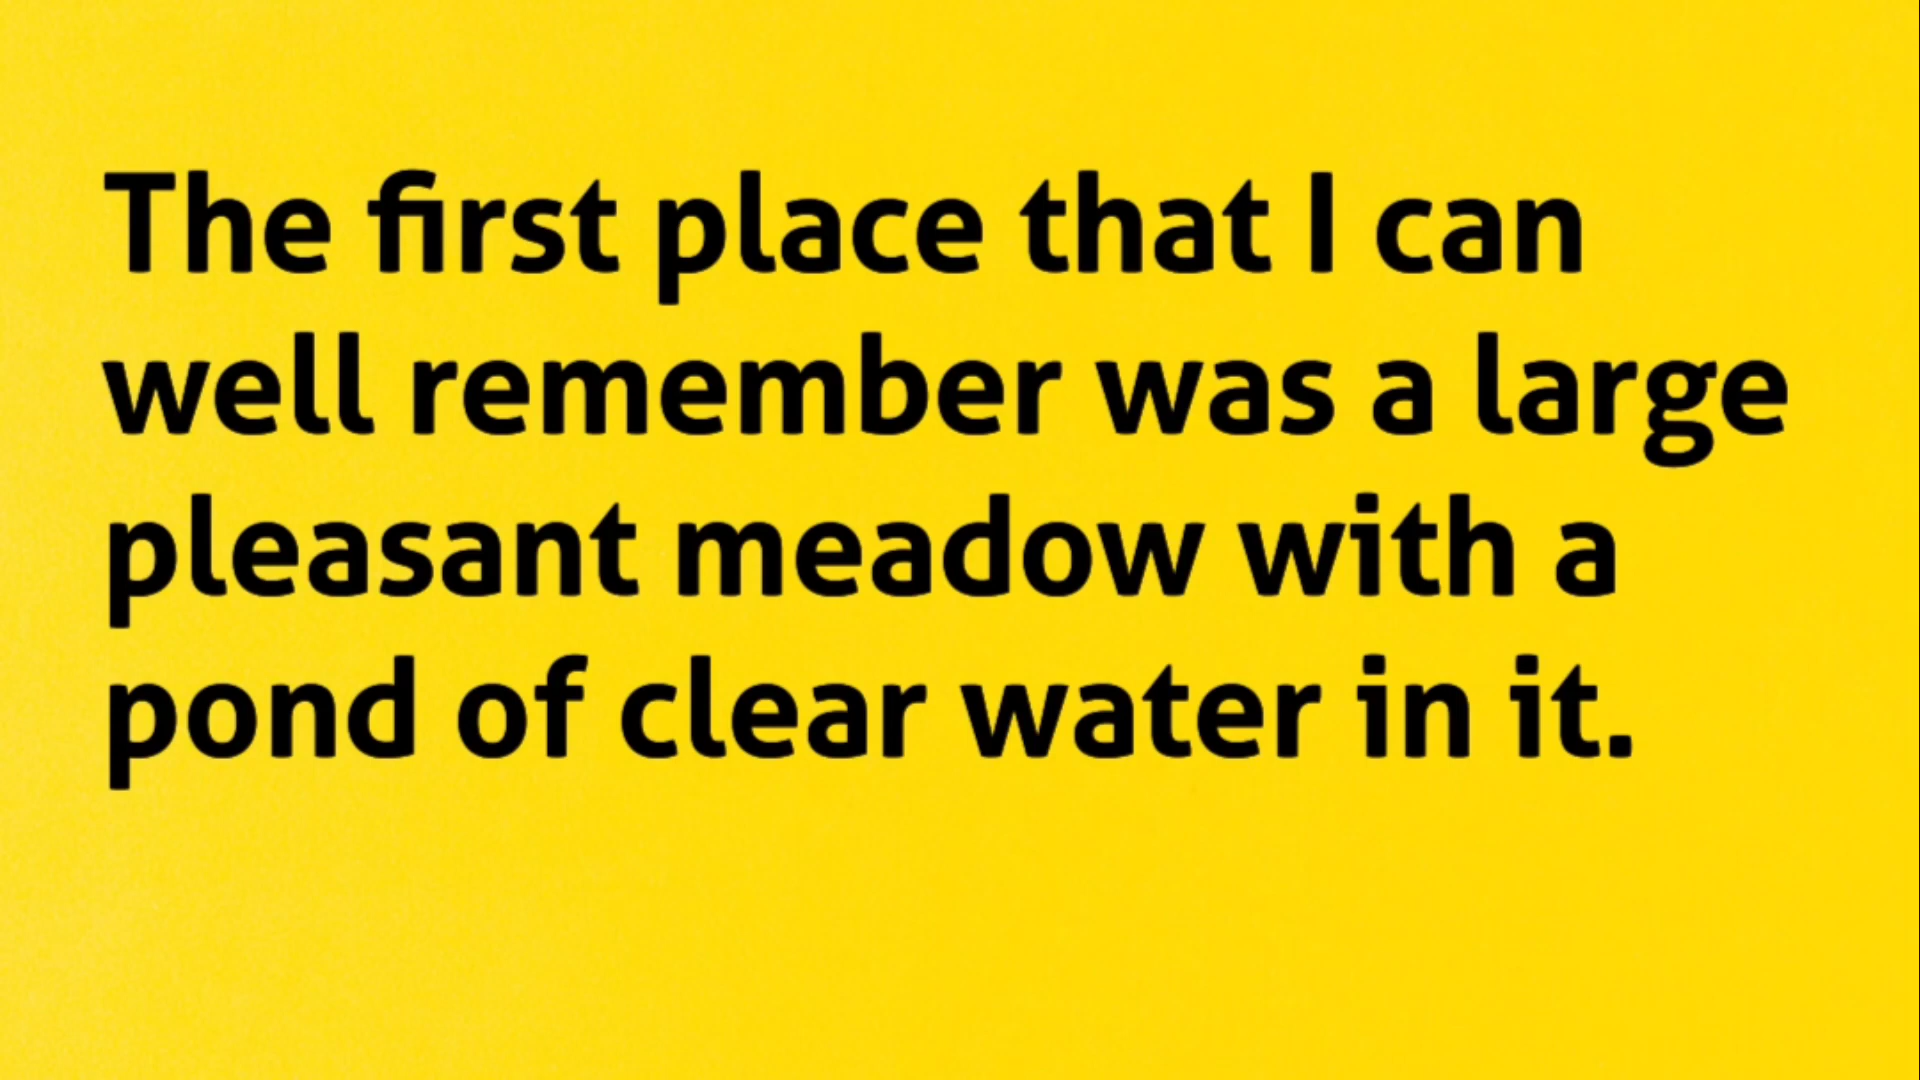 The first place that I can
well remember was a large
pleasant meadow with a
pond of clear water in it.